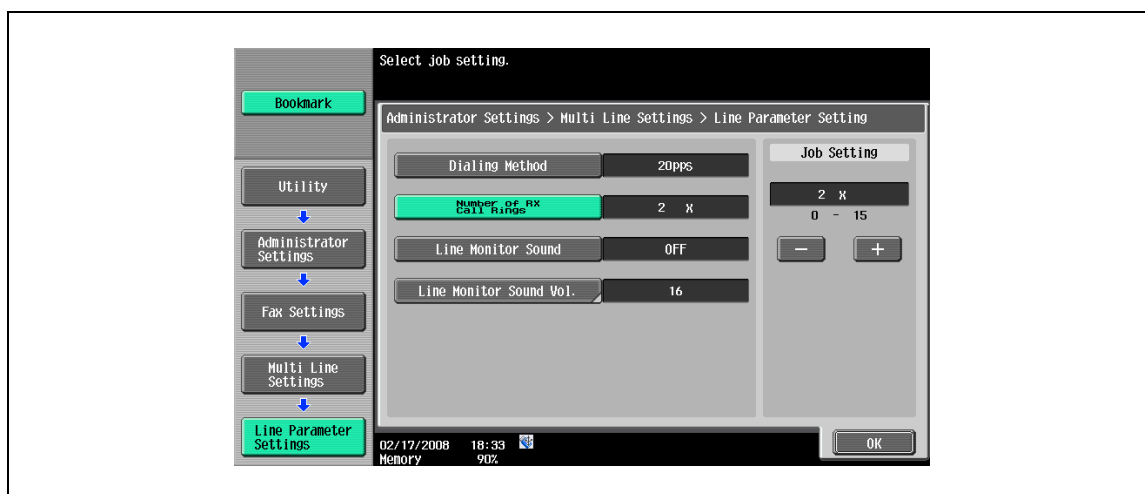 Select job setting.
Bookmark
Administrator Settings > Multi Line Settings > Line Parameter Setting
Utility
Administrator
Settings
Fax Settings
Multi Line
Settings
Line Parameter
Settings
Dialing Method
20pps
Number of RX
Call Rings
2 X
Line Monitor Sound
OFF
Line Monitor Sound Vol.
16
Job Setting
2 X
0 - 15
− +
02/17/2008 18:33
Memory 90%
OK